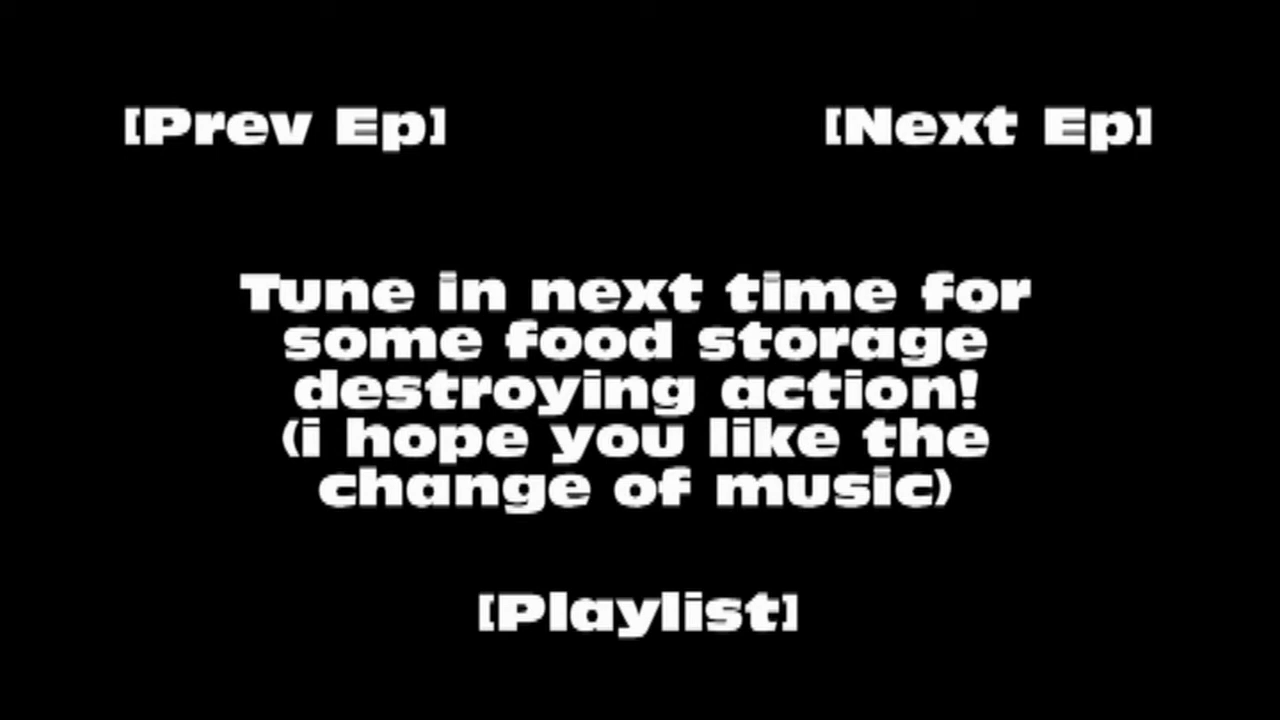 [Prev Ep] [Next Ep]
Tune in next time for
some food storage
destroying action!
(i hope you like the
change of music)
[Playlist]